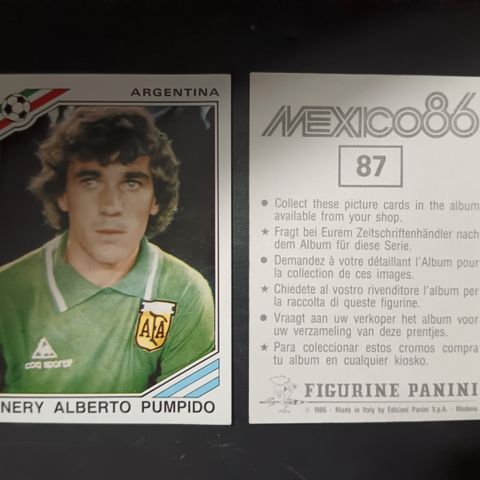 ARGENTINA
AFA
coq sportif
NERY ALBERTO PUMPIDO
MEXICO86
87
Collect these picture cards in the album
available from your shop.
Fragt bei Eurem Zeitschriftenhändler nach
dem Album für diese Serie.
Demandez à votre détaillant l'Album pour
la collection de ces images.
Chiedete al vostro rivenditore l'album per
la raccolta di queste figurine.
Vraagt aan uw verkoper het album voor
uw verzameling van deze prentjes.
Para coleccionar estos cromos compra
tu album en cualquier kiosko.
FIGURINE PANINI
© 1986 - Made in Italy by Edizioni Panini S.p.A. - Modena